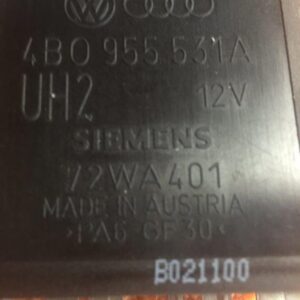 4B0 955 531A
UH2 12V
SIEMENS
72WA401
MADE IN AUSTRIA
>PA6 GF30<
B021100